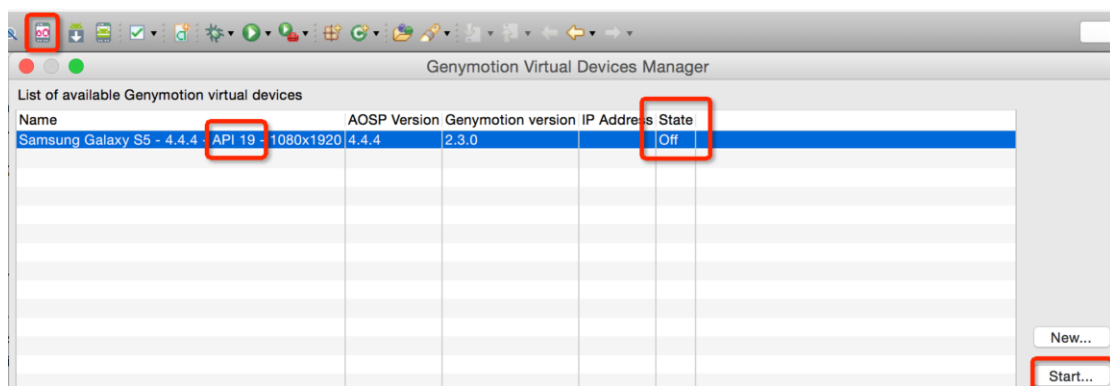 Genymotion Virtual Devices Manager
List of available Genymotion virtual devices
Name AOSP Version Genymotion version IP Address State
Samsung Galaxy S5 - 4.4.4 - API 19 - 1080x1920 4.4.4 2.3.0 Off
New...
Start...